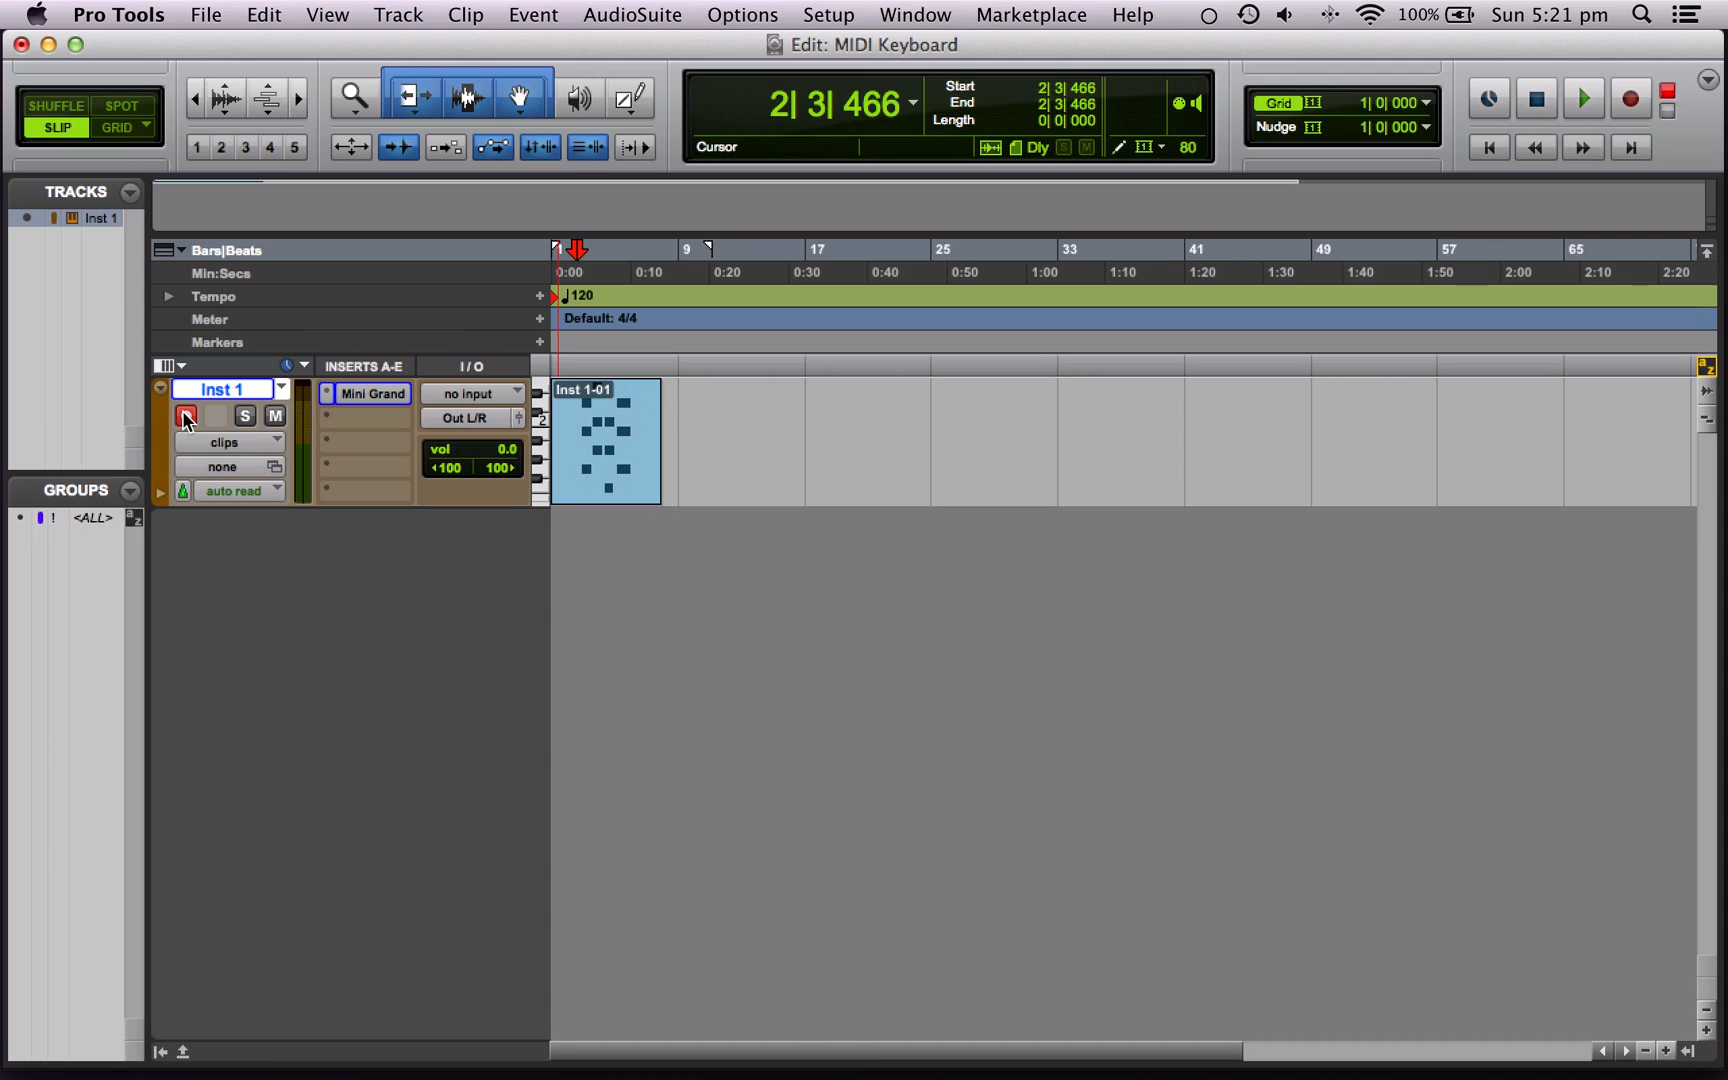 Pro Tools File Edit View Track Clip Event AudioSuite Options Setup Window Marketplace Help 100% Sun 5:21 pm
Edit: MIDI Keyboard
SHUFFLE SPOT
SLIP GRID
1 2 3 4 5
2| 3| 466
Start 2| 3| 466
End 2| 3| 466
Length 0| 0| 000
Cursor
Dly S M
80
Grid 1| 0| 000
Nudge 1| 0| 000
TRACKS
Inst 1
Bars|Beats 1 9 17 25 33 41 49 57 65
Min:Secs 0:00 0:10 0:20 0:30 0:40 0:50 1:00 1:10 1:20 1:30 1:40 1:50 2:00 2:10 2:20
Tempo 120
Meter Default: 4/4
Markers
INSERTS A-E I / O
a z
Inst 1
S M
clips
none
auto read
Mini Grand
no input
Out L/R
vol 0.0
100 100
2
Inst 1-01
GROUPS
! <ALL> a z